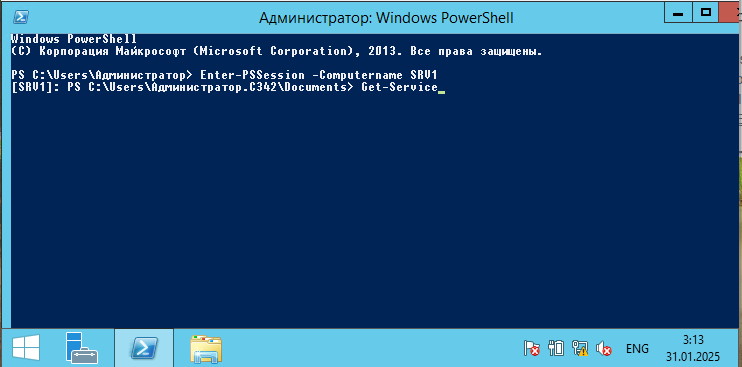 Администратор: Windows PowerShell
Windows PowerShell
(C) Корпорация Майкрософт (Microsoft Corporation), 2013. Все права защищены.
PS C:\Users\Администратор> Enter-PSSession -Computername SRV1
[SRV1]: PS C:\Users\Администратор.C342\Documents> Get-Service_
ENG
3:13
31.01.2025